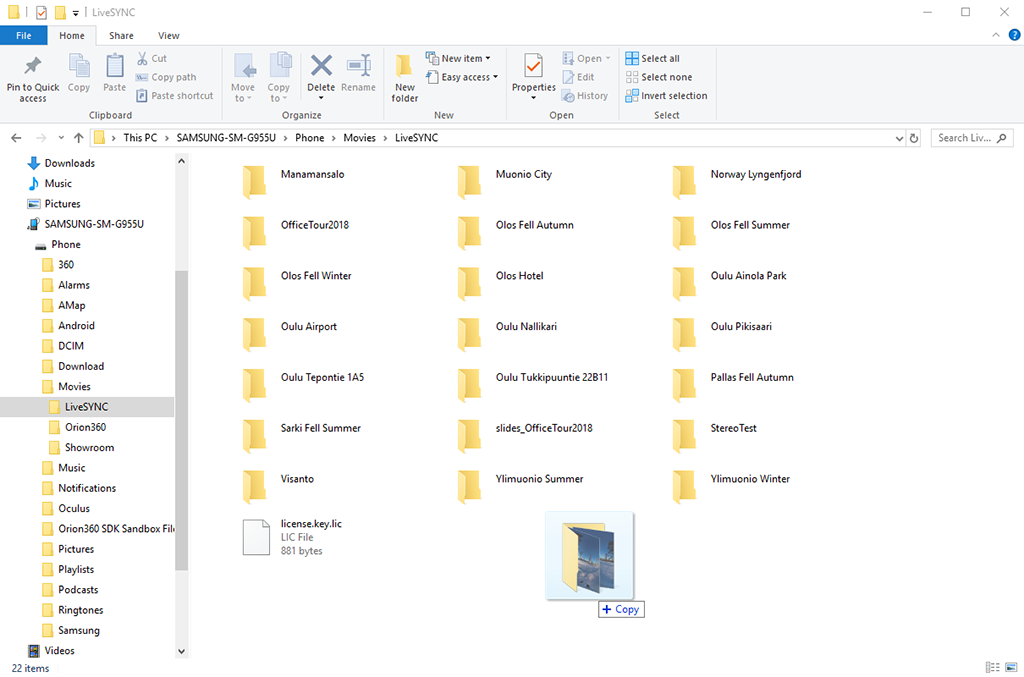 LiveSYNC
File Home Share View
Pin to Quick access
Copy
Paste
Cut
Copy path
Paste shortcut
Clipboard
Move to
Copy to
Delete
Rename
Organize
New folder
New item
Easy access
New
Properties
Open
Edit
History
Open
Select all
Select none
Invert selection
Select
This PC > SAMSUNG-SM-G955U > Phone > Movies > LiveSYNC
Search Liv...
Downloads
Music
Pictures
SAMSUNG-SM-G955U
Phone
360
Alarms
AMap
Android
DCIM
Download
Movies
LiveSYNC
Orion360
Showroom
Music
Notifications
Oculus
Orion360 SDK Sandbox File
Pictures
Playlists
Podcasts
Ringtones
Samsung
Videos
Manamansalo Muonio City Norway Lyngenfjord
OfficeTour2018 Olos Fell Autumn Olos Fell Summer
Olos Fell Winter Olos Hotel Oulu Ainola Park
Oulu Airport Oulu Nallikari Oulu Pikisaari
Oulu Tepontie 1A5 Oulu Tukkipuuntie 22B11 Pallas Fell Autumn
Sarki Fell Summer slides_OfficeTour2018 StereoTest
Visanto Ylimuonio Summer Ylimuonio Winter
license.key.lic
LIC File
881 bytes
+ Copy
22 items